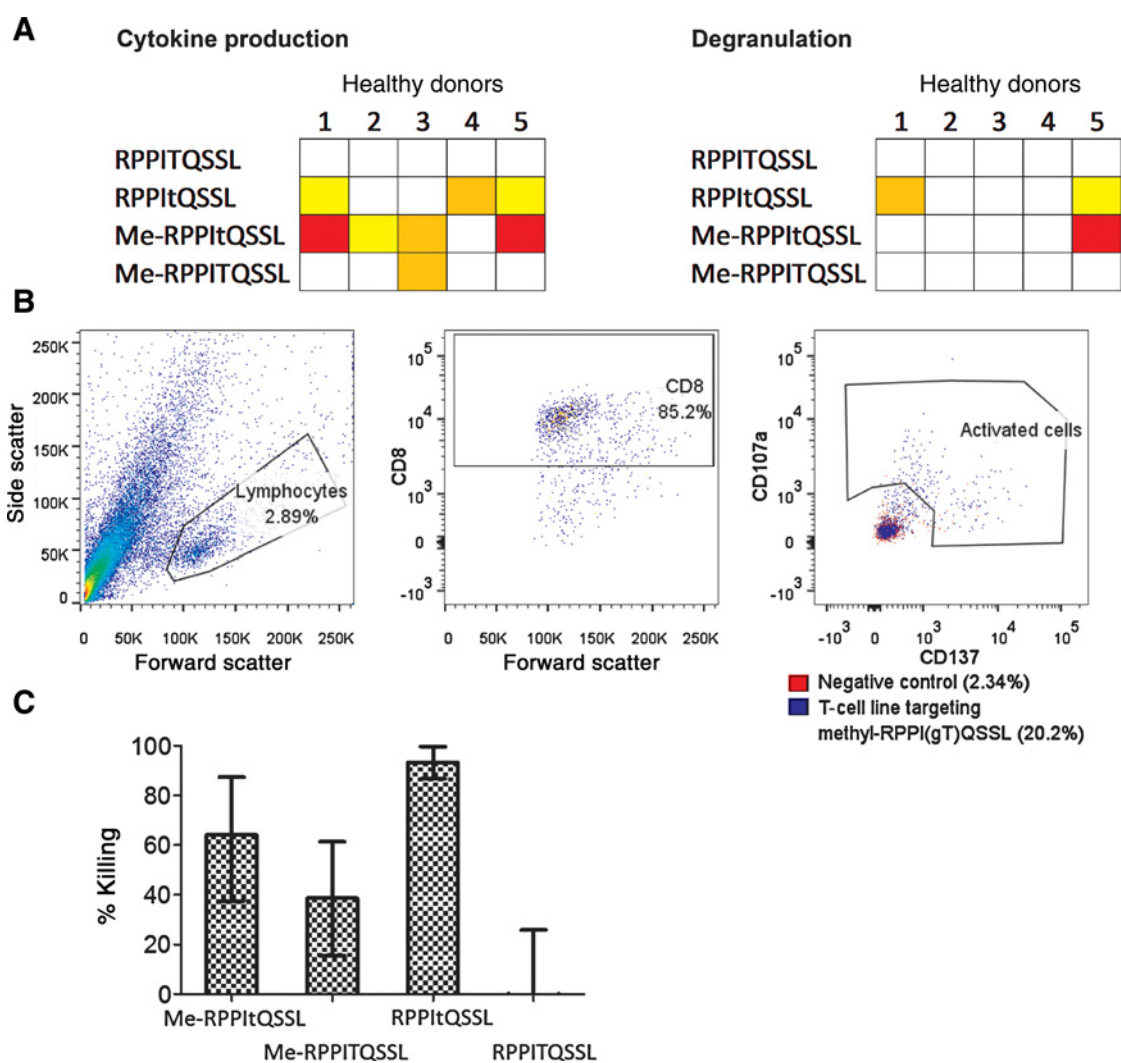 A
Cytokine production
Degranulation
Healthy donors
Healthy donors
1 2 3 4 5
1 2 3 4 5
RPPITQSSL
RPPItQSSL
Me-RPPItQSSL
Me-RPPITQSSL
RPPITQSSL
RPPItQSSL
Me-RPPItQSSL
Me-RPPITQSSL
B
Side scatter
250K
200K
150K
100K
50K
0
Lymphocytes
2.89%
0 50K 100K 150K 200K 250K
Forward scatter
CD8
10^5
10^4
10^3
0
-10^3
CD8
85.2%
0 50K 100K 150K 200K 250K
Forward scatter
CD107a
10^5
10^4
10^3
0
-10^3
Activated cells
-10^3 0 10^3 10^4 10^5
CD137
Negative control (2.34%)
T-cell line targeting
methyl-RPPI(gT)QSSL (20.2%)
C
% Killing
100
80
60
40
20
0
Me-RPPItQSSL
Me-RPPITQSSL
RPPItQSSL
RPPITQSSL